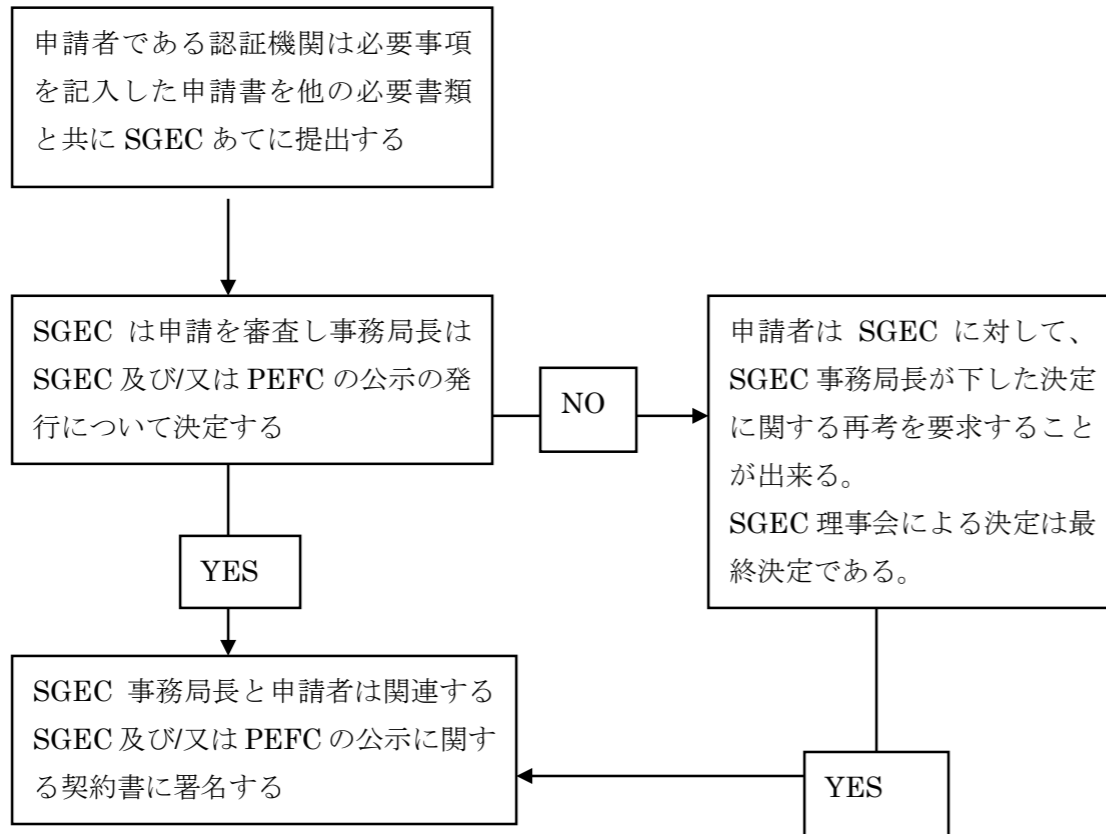 申請者である認証機関は必要事項
を記入した申請書を他の必要書類
と共に SGEC あてに提出する
SGEC は申請を審査し事務局長は
SGEC 及び/又は PEFC の公示の発
行について決定する
NO
申請者は SGEC に対して、
SGEC 事務局長が下した決定
に関する再考を要求すること
が出来る。
SGEC 理事会による決定は最
終決定である。
YES
SGEC 事務局長と申請者は関連する
SGEC 及び/又は PEFC の公示に関す
る契約書に署名する
YES